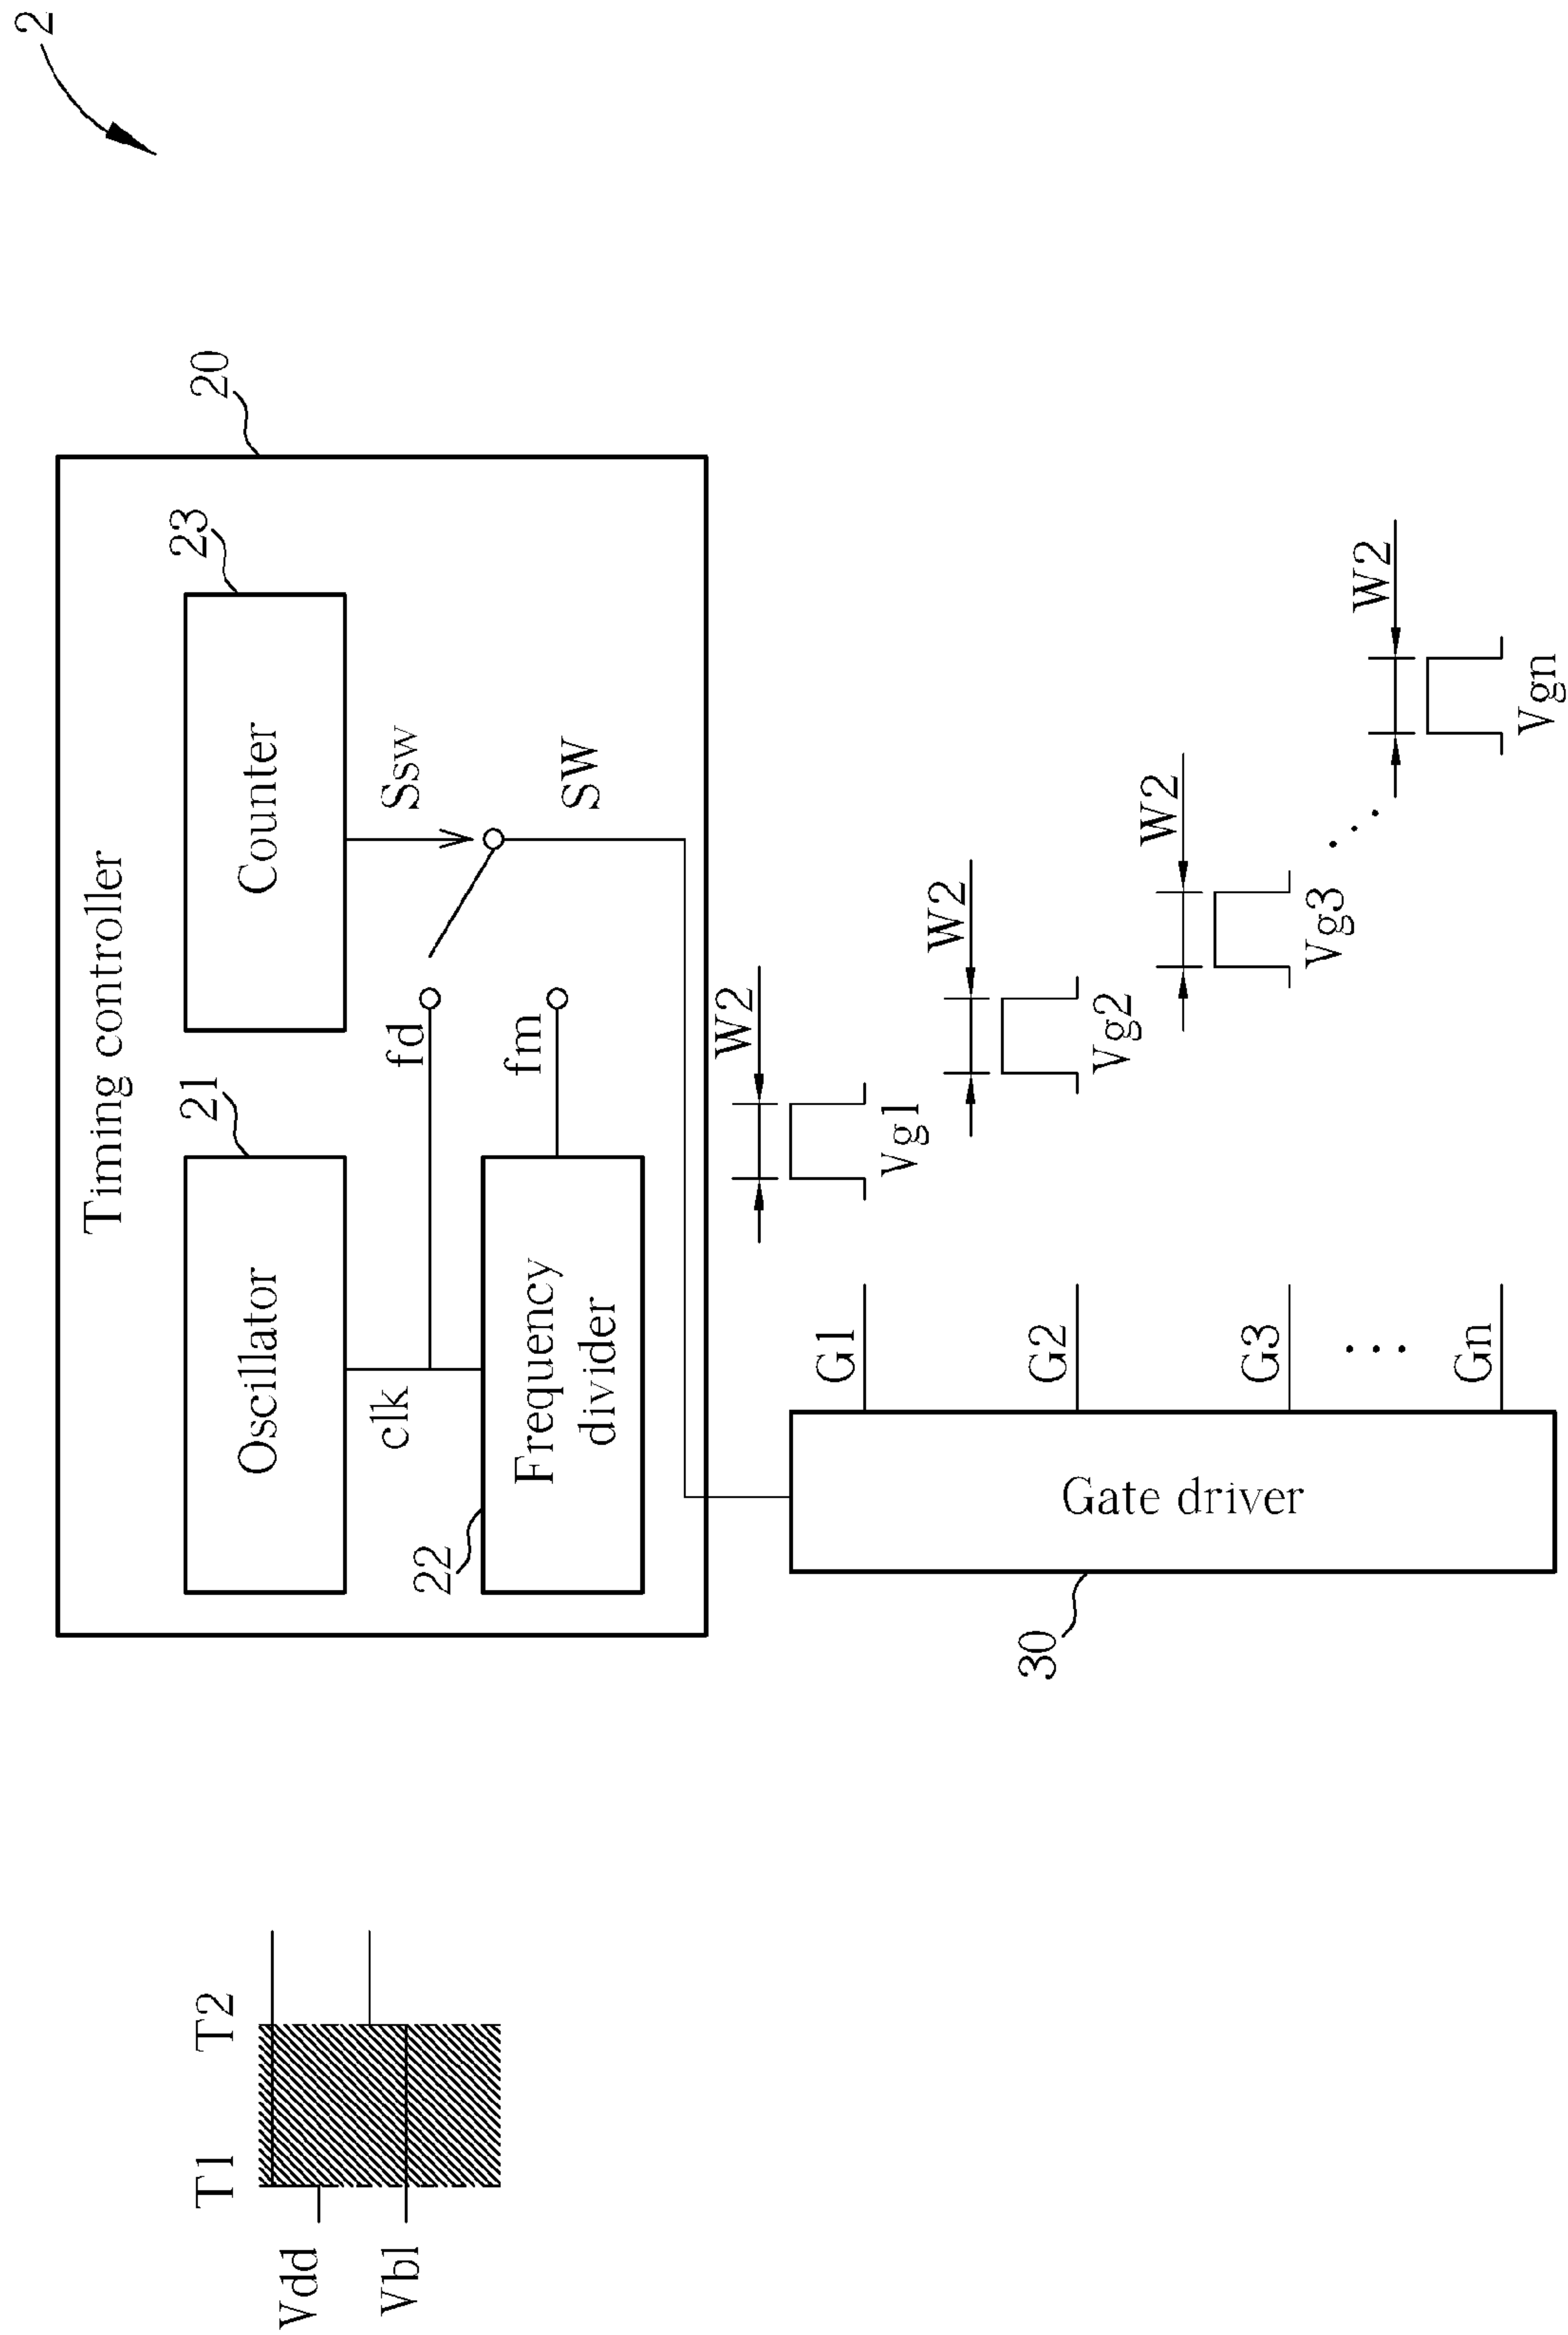 2
20
Timing controller
21
23
Oscillator
Counter
T1
T2
Vdd
Vbl
clk
fd
Ssw
22
Frequency
divider
fm
SW
W2
Vg1
G1
W2
Vg2
G2
30
Gate driver
W2
Vg3
G3
W2
Vgn
Gn